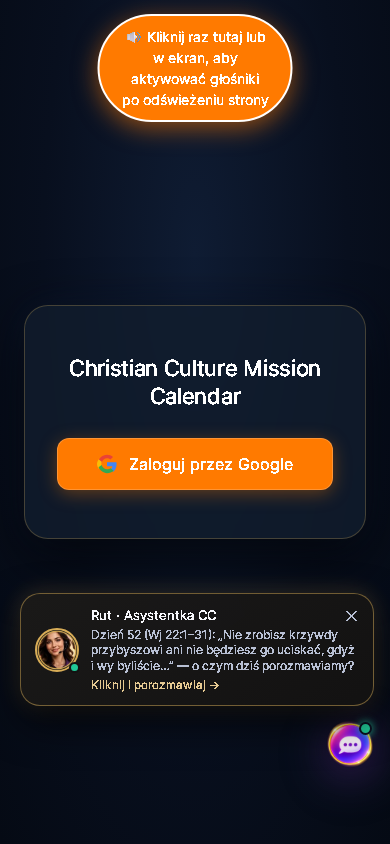 Kliknij raz tutaj lub
w ekran, aby
aktywować głośniki
po odświeżeniu strony
Christian Culture Mission
Calendar
Zaloguj przez Google
Rut · Asystentka CC
Dzień 52 (Wj 22:1–31): „Nie zrobisz krzywdy
przybyszowi ani nie będziesz go uciskać, gdyż
i wy byliście…” — o czym dziś porozmawiamy?
Kliknij i porozmawiaj →